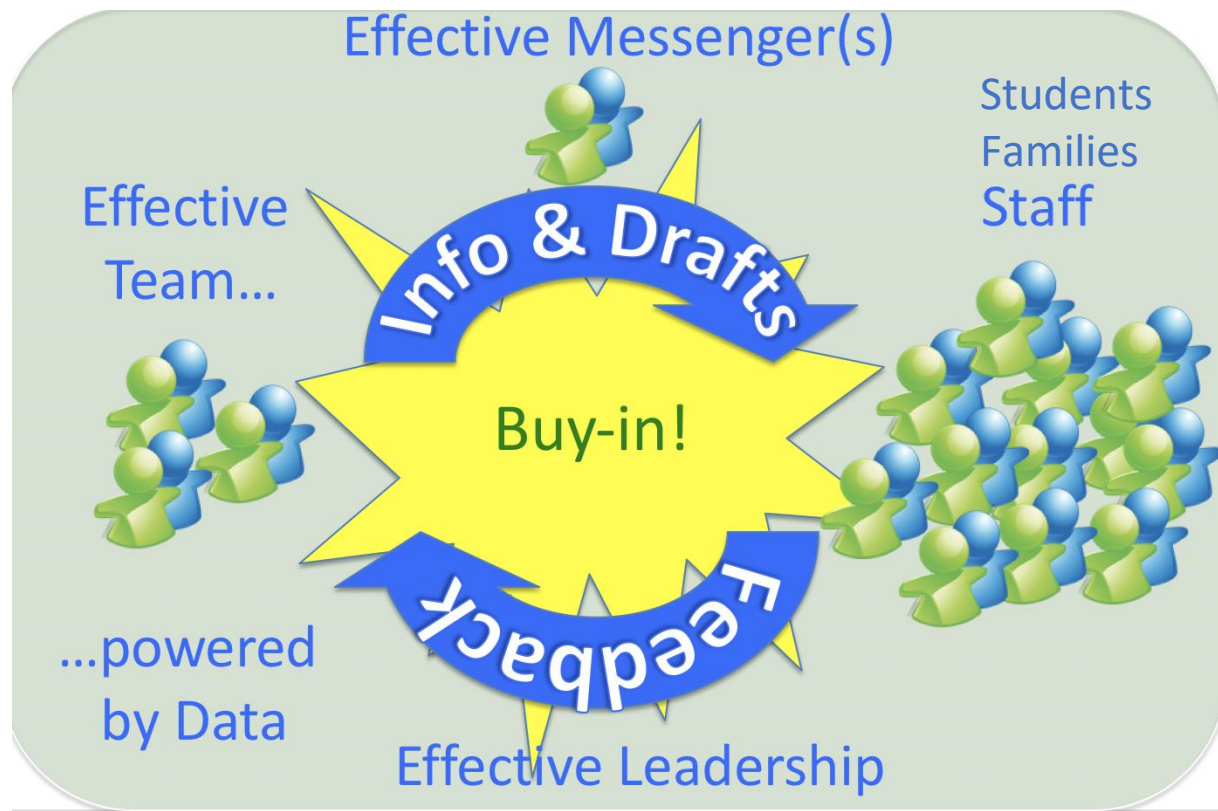 Effective Messenger(s)
Students
Families
Staff
Effective
Team...
Info & Drafts
Buy-in!
Feedback
...powered
by Data
Effective Leadership